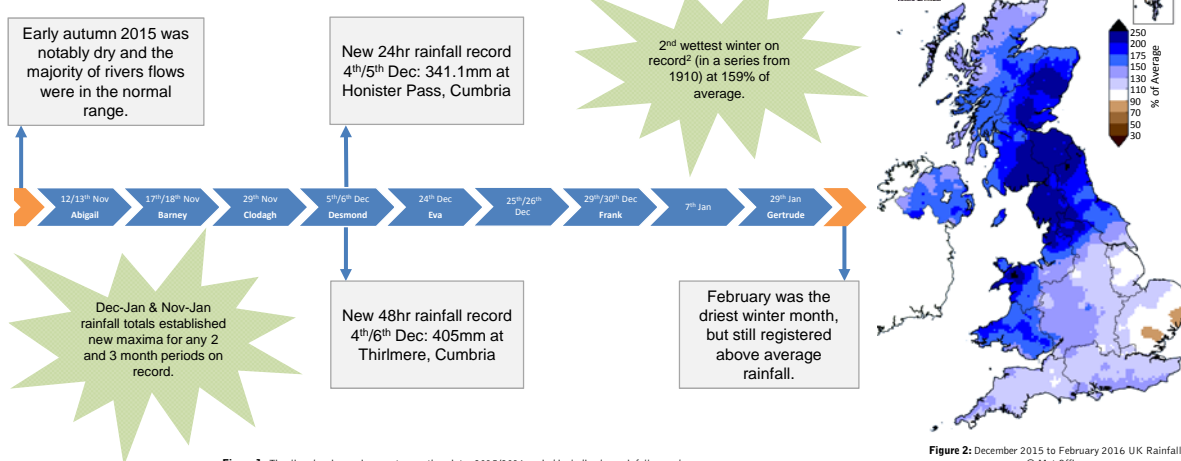 Early autumn 2015 was
notably dry and the
majority of rivers flows
were in the normal
range.
New 24hr rainfall record
4th/5th Dec: 341.1mm at
Honister Pass, Cumbria
2nd wettest winter on
record2 (in a series from
1910) at 159% of
average.
12/13th Nov
Abigail
17th/18th Nov
Barney
29th Nov
Clodagh
5th/6th Dec
Desmond
24th Dec
Eva
25th/26th
Dec
29th/30th Dec
Frank
7th Jan
29th Jan
Gertrude
Dec-Jan & Nov-Jan
rainfall totals established
new maxima for any 2
and 3 month periods on
record.
New 48hr rainfall record
4th/6th Dec: 405mm at
Thirlmere, Cumbria
February was the
driest winter month,
but still registered
above average
rainfall.
250
200
175
150
130
110
90
70
50
30
% of Average
Figure 2: December 2015 to February 2016 UK Rainfall